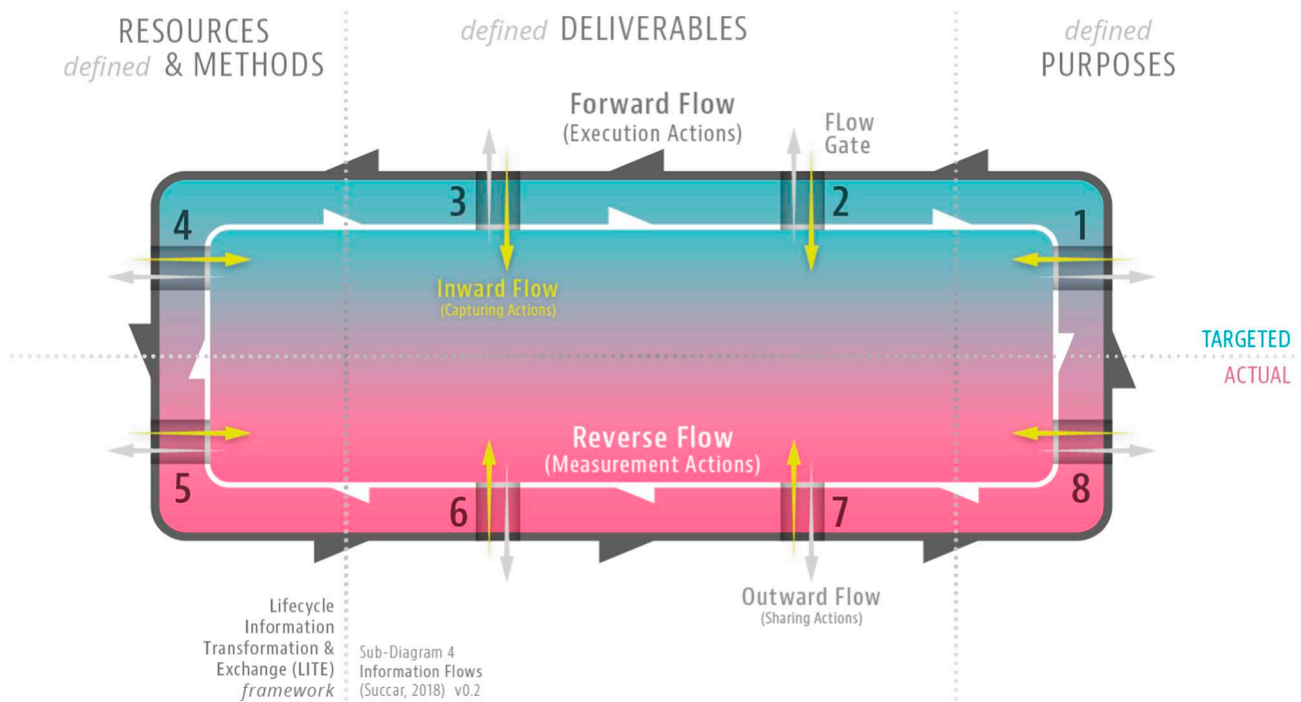 RESOURCES
defined & METHODS
defined DELIVERABLES
defined
PURPOSES
Forward Flow
(Execution Actions)
FLow
Gate
3
2
4
1
Inward Flow
(Capturing Actions)
TARGETED
ACTUAL
Reverse Flow
(Measurement Actions)
5
6
7
8
Outward Flow
(Sharing Actions)
Lifecycle
Information
Transformation &
Exchange (LITE)
framework
Sub-Diagram 4
Information Flows
(Succar, 2018) v0.2